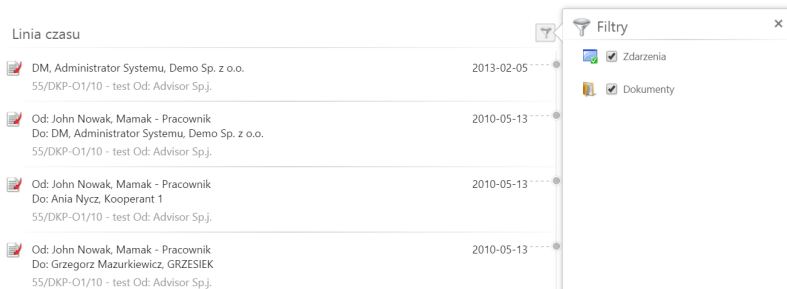 Linia czasu
DM, Administrator Systemu, Demo Sp. z o.o.
2013-02-05
55/DKP-O1/10 - test Od: Advisor Sp.j.
Od: John Nowak, Mamak - Pracownik
2010-05-13
Do: DM, Administrator Systemu, Demo Sp. z o.o.
55/DKP-O1/10 - test Od: Advisor Sp.j.
Od: John Nowak, Mamak - Pracownik
2010-05-13
Do: Ania Nycz, Kooperant 1
55/DKP-O1/10 - test Od: Advisor Sp.j.
Od: John Nowak, Mamak - Pracownik
2010-05-13
Do: Grzegorz Mazurkiewicz, GRZESIEK
55/DKP-O1/10 - test Od: Advisor Sp.j.
Filtry
Zdarzenia
Dokumenty